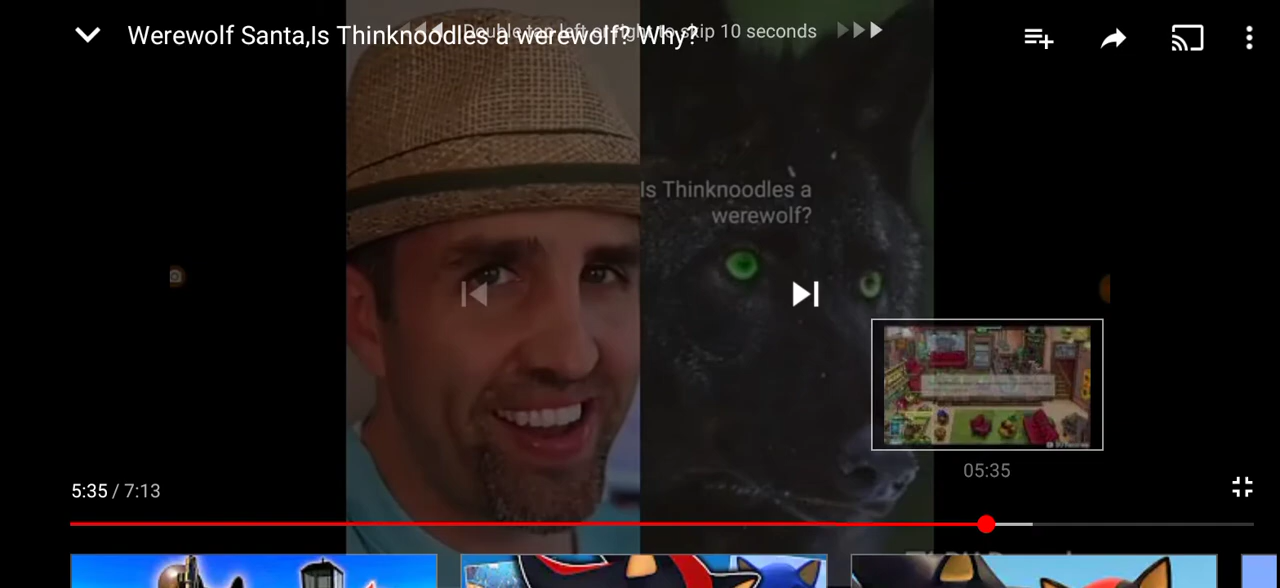 Werewolf Santa,Is Thinknoodles a werewolf? Why?
Double tap left or right to skip 10 seconds
Is Thinknoodles a
werewolf?
05:35
5:35 / 7:13